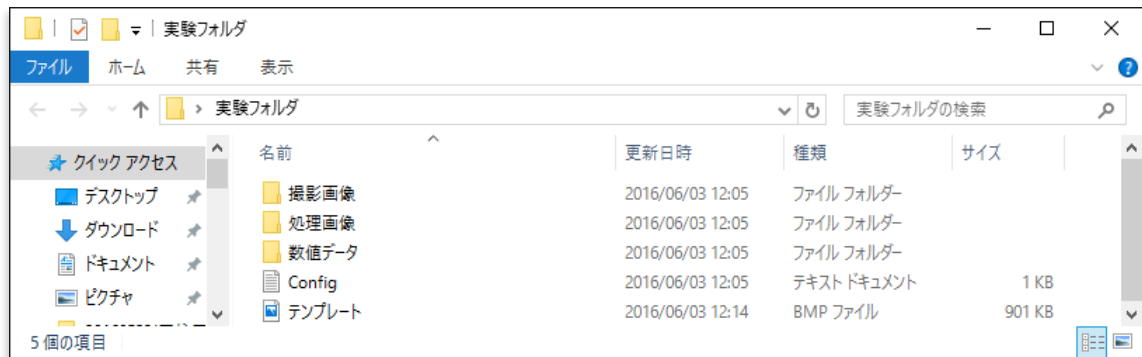 実験フォルダ
ファイル ホーム 共有 表示
実験フォルダ 実験フォルダの検索
クイック アクセス
デスクトップ
ダウンロード
ドキュメント
ピクチャ
名前 更新日時 種類 サイズ
撮影画像 2016/06/03 12:05 ファイル フォルダー
処理画像 2016/06/03 12:05 ファイル フォルダー
数値データ 2016/06/03 12:05 ファイル フォルダー
Config 2016/06/03 12:05 テキスト ドキュメント 1 KB
テンプレート 2016/06/03 12:14 BMP ファイル 901 KB
5 個の項目